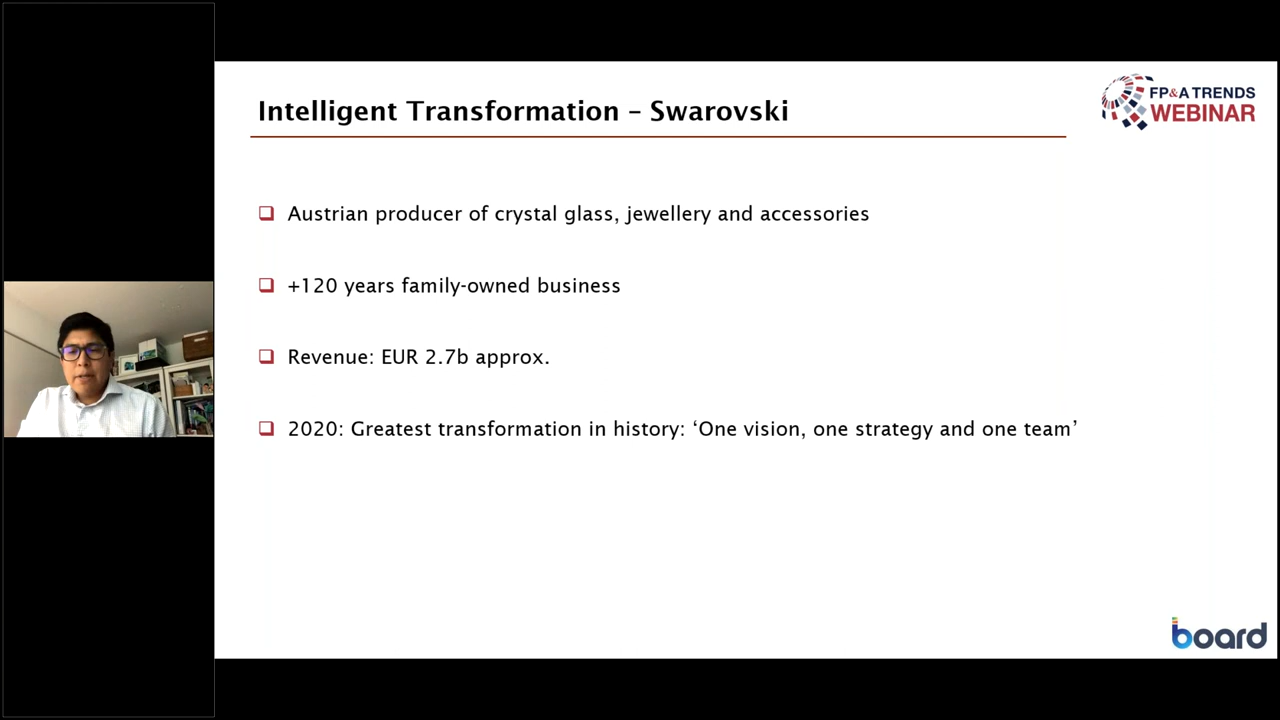 Intelligent Transformation – Swarovski
FP&A TRENDS
WEBINAR
❑ Austrian producer of crystal glass, jewellery and accessories
❑ +120 years family-owned business
❑ Revenue: EUR 2.7b approx.
❑ 2020: Greatest transformation in history: ‘One vision, one strategy and one team’
board